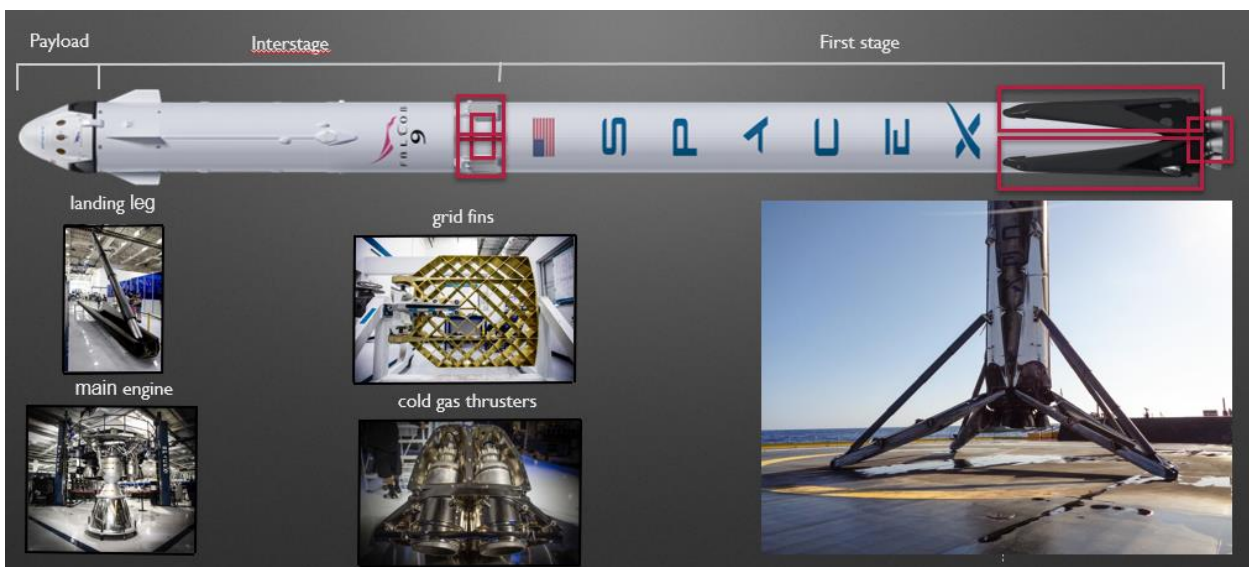 Payload
Interstage
First stage
FALCON
9
SPACEX
landing leg
grid fins
main engine
cold gas thrusters